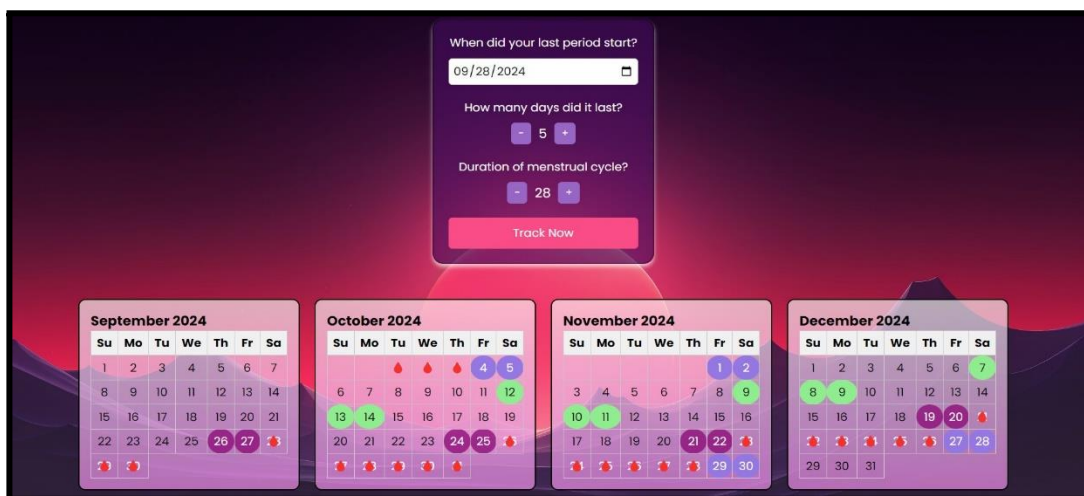 When did your last period start?
09/28/2024
How many days did it last?
- 5 +
Duration of menstrual cycle?
- 28 +
Track Now
September 2024
Su Mo Tu We Th Fr Sa
1 2 3 4 5 6 7
8 9 10 11 12 13 14
15 16 17 18 19 20 21
22 23 24 25 26 27
October 2024
Su Mo Tu We Th Fr Sa
4 5
6 7 8 9 10 11 12
13 14 15 16 17 18 19
20 21 22 23 24 25
November 2024
Su Mo Tu We Th Fr Sa
1 2
3 4 5 6 7 8 9
10 11 12 13 14 15 16
17 18 19 20 21 22
29 30
December 2024
Su Mo Tu We Th Fr Sa
1 2 3 4 5 6 7
8 9 10 11 12 13 14
15 16 17 18 19 20
27 28
29 30 31